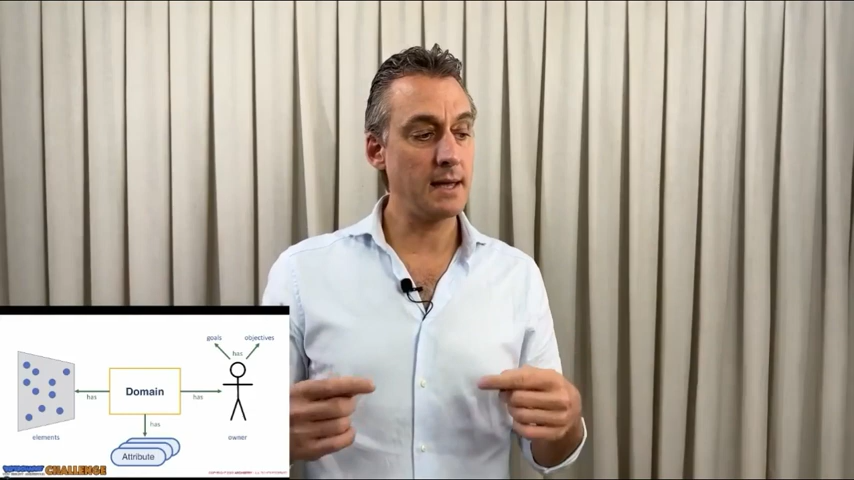 goals
objectives
has
Domain
has
has
elements
has
owner
Attribute
CHALLENGE